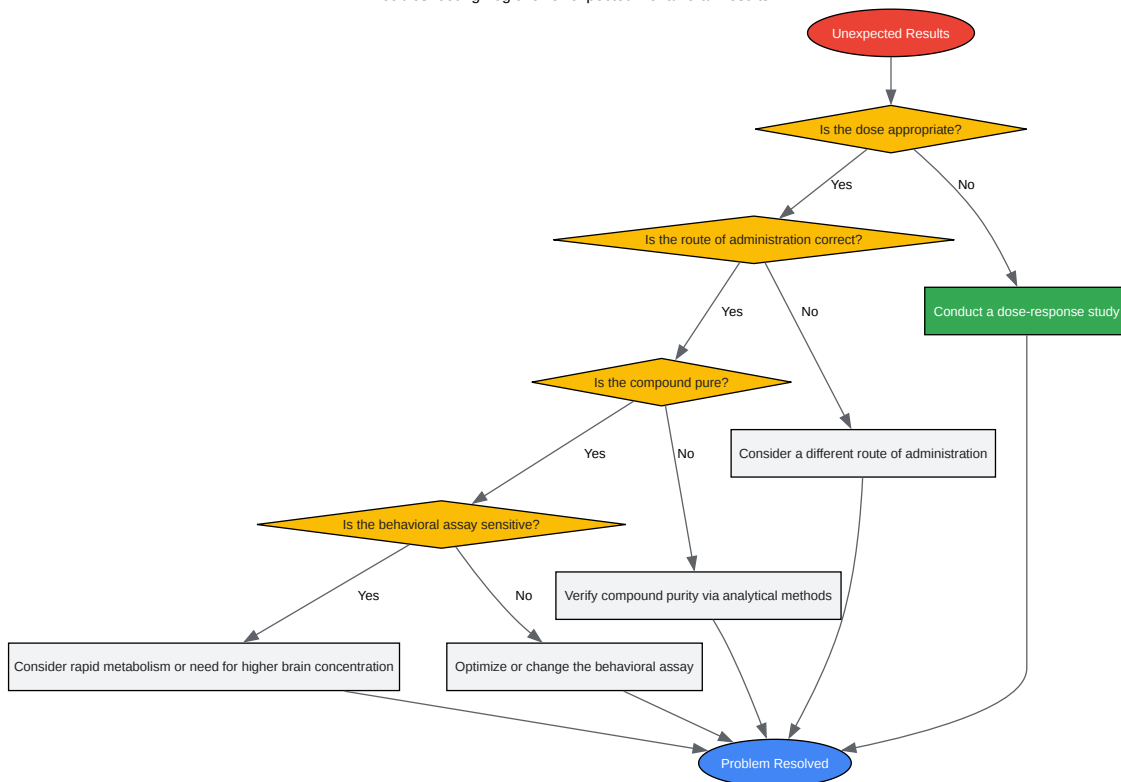 Unexpected Results
Is the dose appropriate?
Yes
No
Is the route of administration correct?
Yes
No
Conduct a dose-response study
Is the compound pure?
Yes
No
Consider a different route of administration
Is the behavioral assay sensitive?
Yes
No
Verify compound purity via analytical methods
Consider rapid metabolism or need for higher brain concentration
Optimize or change the behavioral assay
Problem Resolved